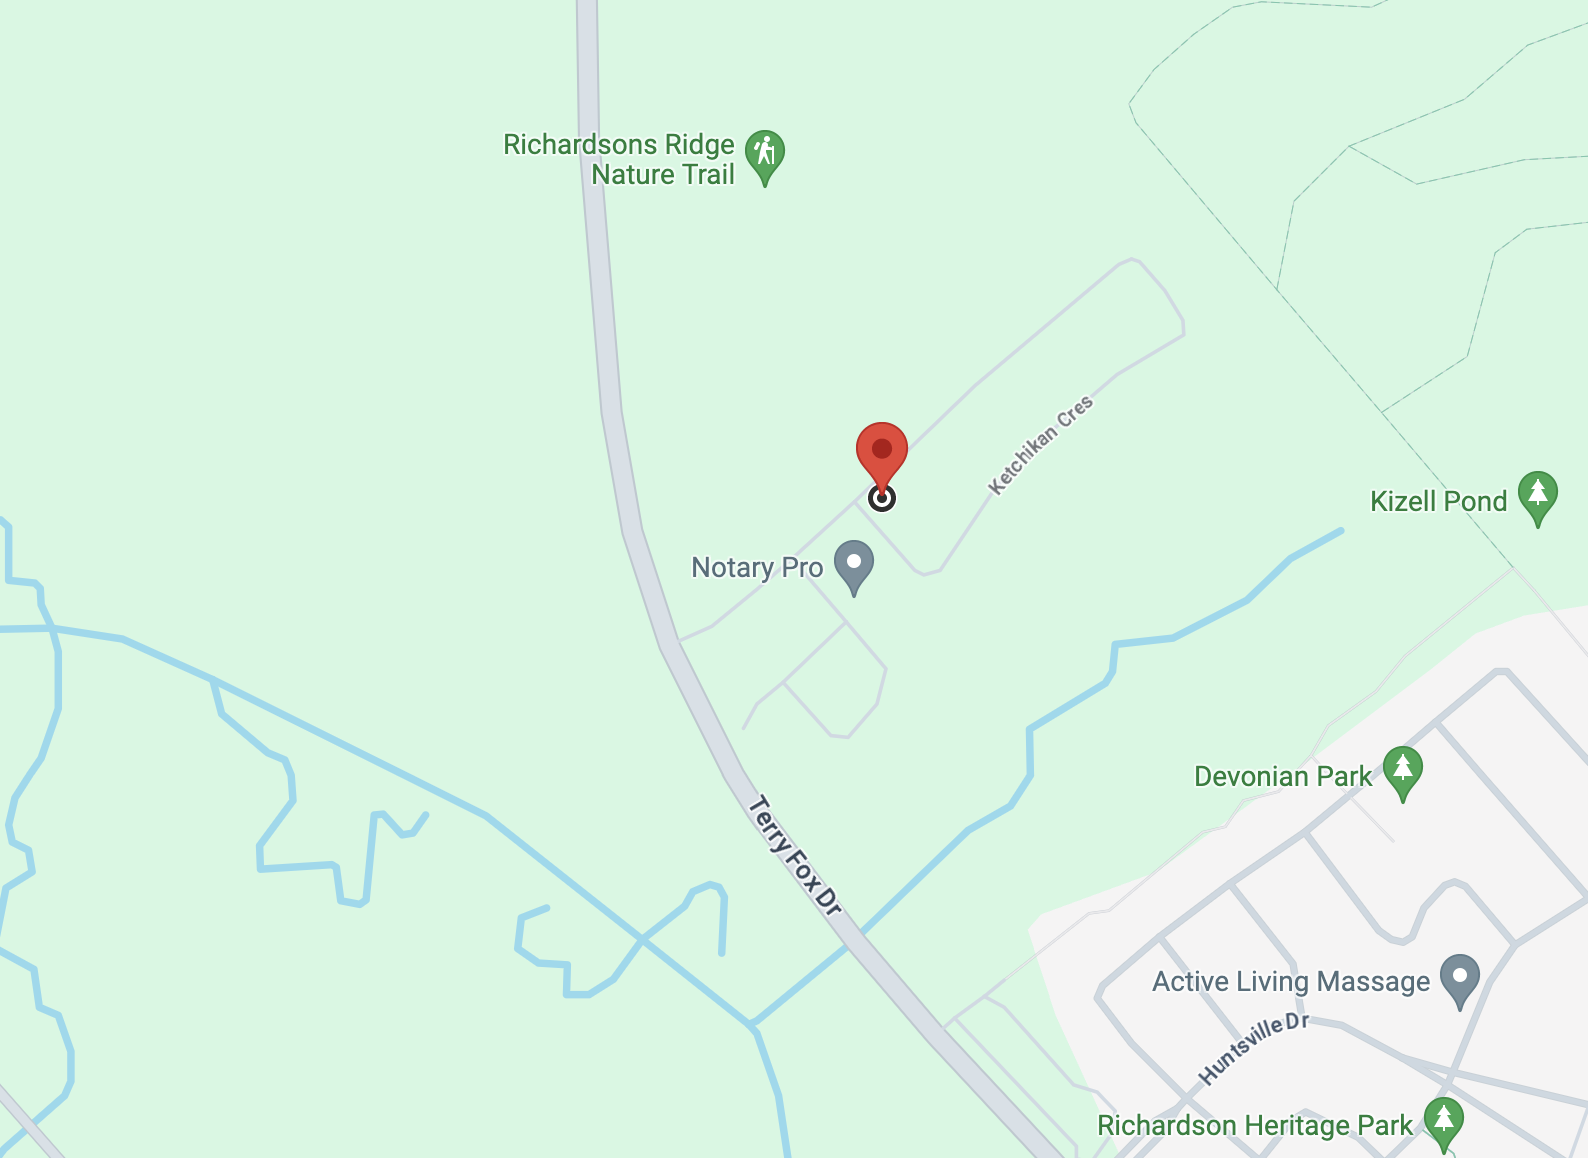 Richardsons Ridge
Nature Trail
Ketchikan Cres
Kizell Pond
Notary Pro
Devonian Park
Terry Fox Dr
Active Living Massage
Huntsville Dr
Richardson Heritage Park